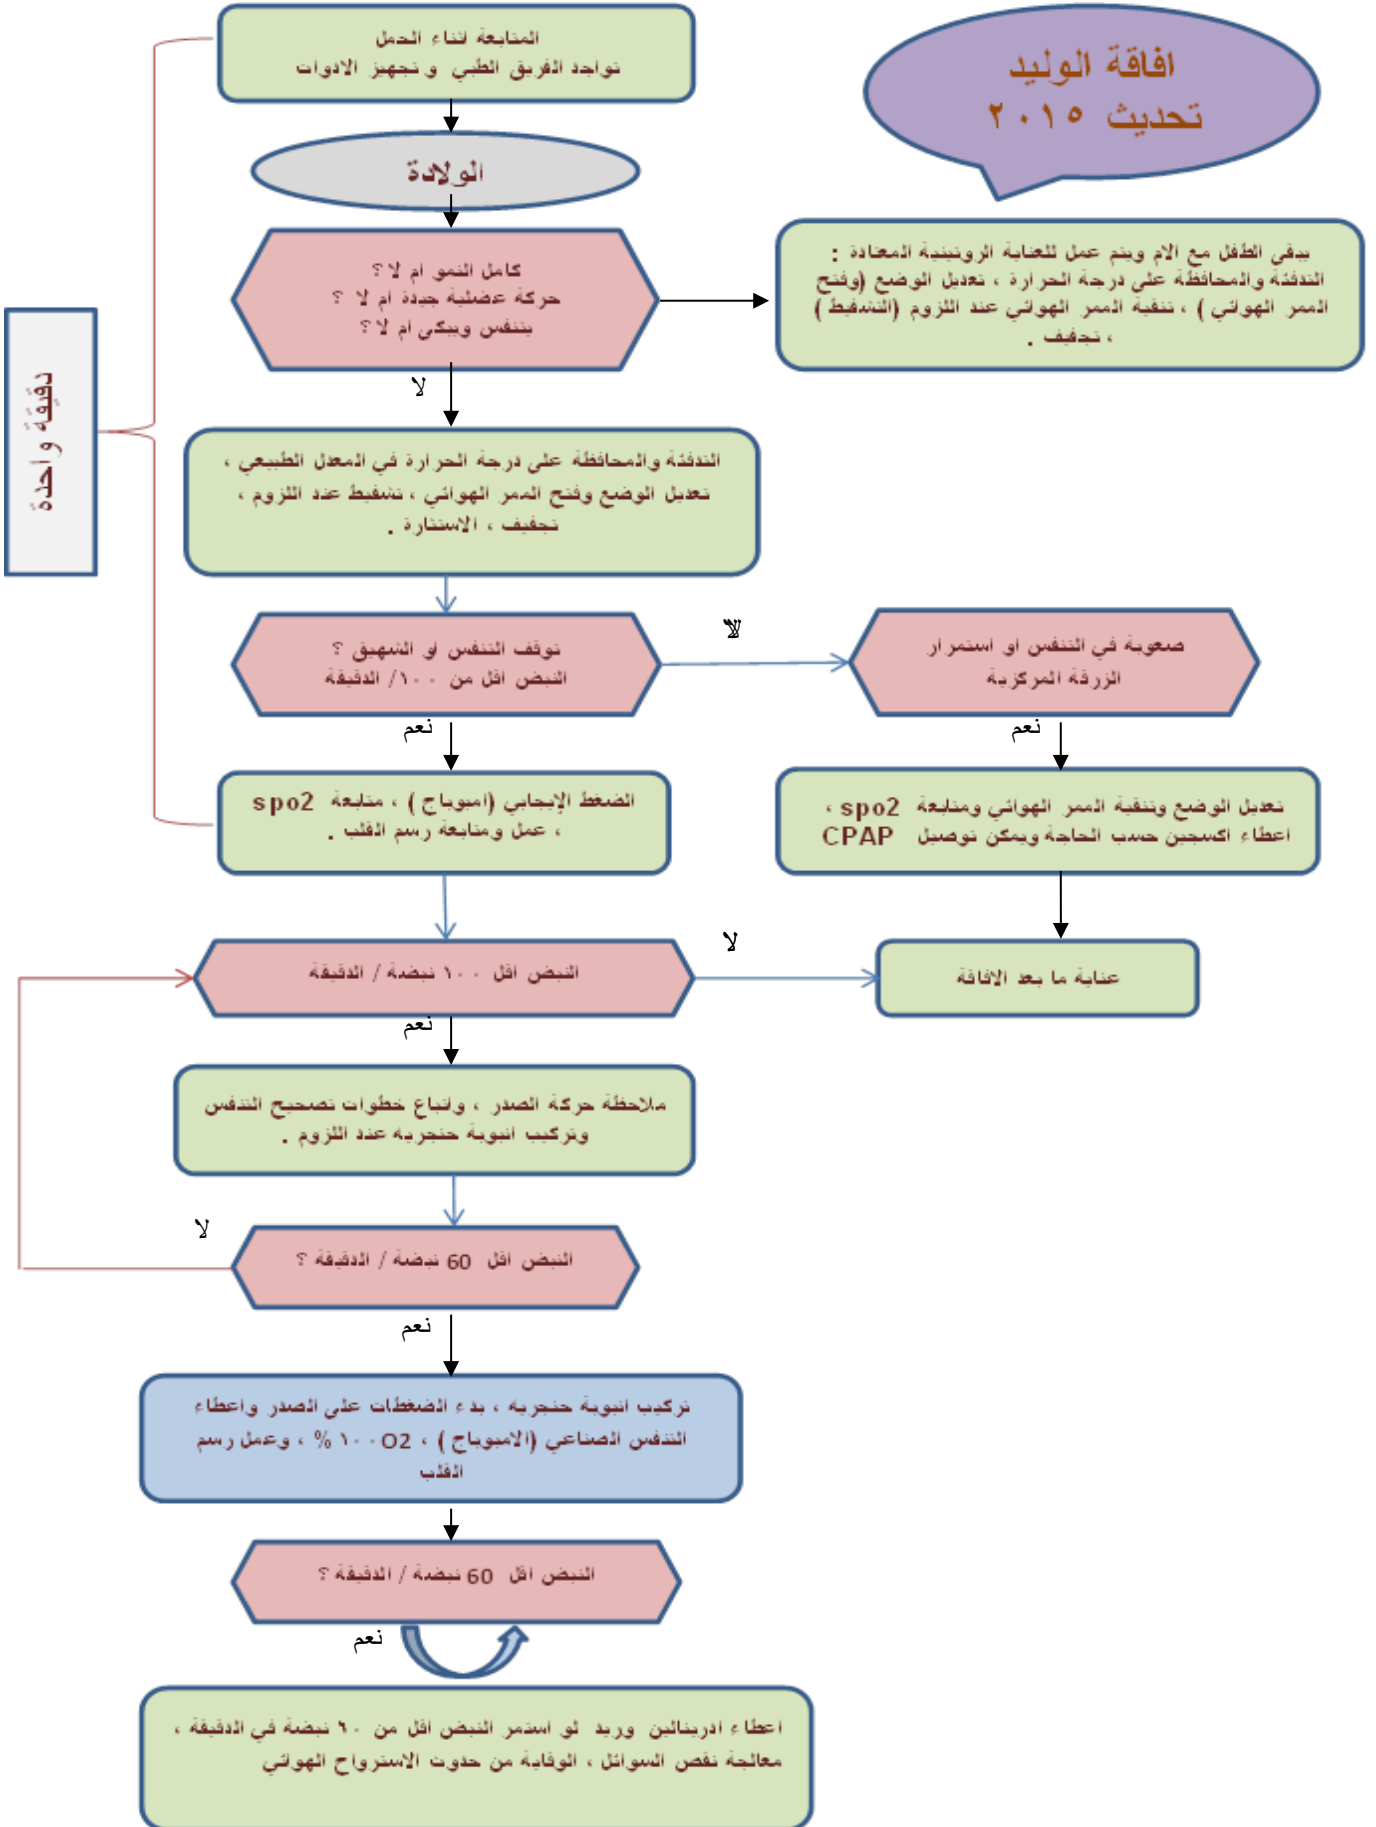 افاقة الوليد
تحديث ٢٠١٥
المتابعة اثناء الحمل
تواجد الفريق الطبي و تجهيز الادوات
الولادة
كامل النمو ام لا ؟
حركة عضلية جيدة ام لا ؟
يتنفس ويبكى ام لا ؟
يبقى الطفل مع الام ويتم عمل للعناية الروتينية المعتادة :
التدفئة والمحافظة على درجة الحرارة ، تعديل الوضع (وفتح
الممر الهوائي ) ، تنقية الممر الهوائي عند اللزوم (التشفيط )
، تجفيف .
دقيقة واحدة
لا
التدفئة والمحافظة على درجة الحرارة في المعدل الطبيعي ،
تعديل الوضع وفتح الممر الهوائي ، تشفيط عند اللزوم ،
تجفيف ، الاستثارة .
توقف التنفس او الشهيق ؟
النبض اقل من ١٠٠/ الدقيقة
لا
صعوبة في التنفس او استمرار
الزرقة المركزية
نعم
نعم
الضغط الإيجابي (امبوباج ) ، متابعة spo2
، عمل ومتابعة رسم القلب .
تعديل الوضع وتنقية الممر الهوائي ومتابعة spo2 ،
اعطاء اكسجين حسب الحاجة ويمكن توصيل CPAP
النبض اقل ١٠٠ نبضة / الدقيقة
لا
عناية ما بعد الافاقة
نعم
ملاحظة حركة الصدر ، واتباع خطوات تصحيح التنفس
وتركيب انبوبة حنجريه عند اللزوم .
لا
النبض اقل 60 نبضة / الدقيقة ؟
نعم
تركيب انبوبة حنجريه ، بدء الضغطات على الصدر واعطاء
التنفس الصناعي (الامبوباج ) ، O2 ١٠٠ % ، وعمل رسم
القلب
النبض اقل 60 نبضة / الدقيقة ؟
نعم
اعطاء ادرينالين وريد لو استمر النبض اقل من ٦٠ نبضة في الدقيقة ،
معالجة نقص السوائل ، الوقاية من حدوث الاسترواح الهوائي